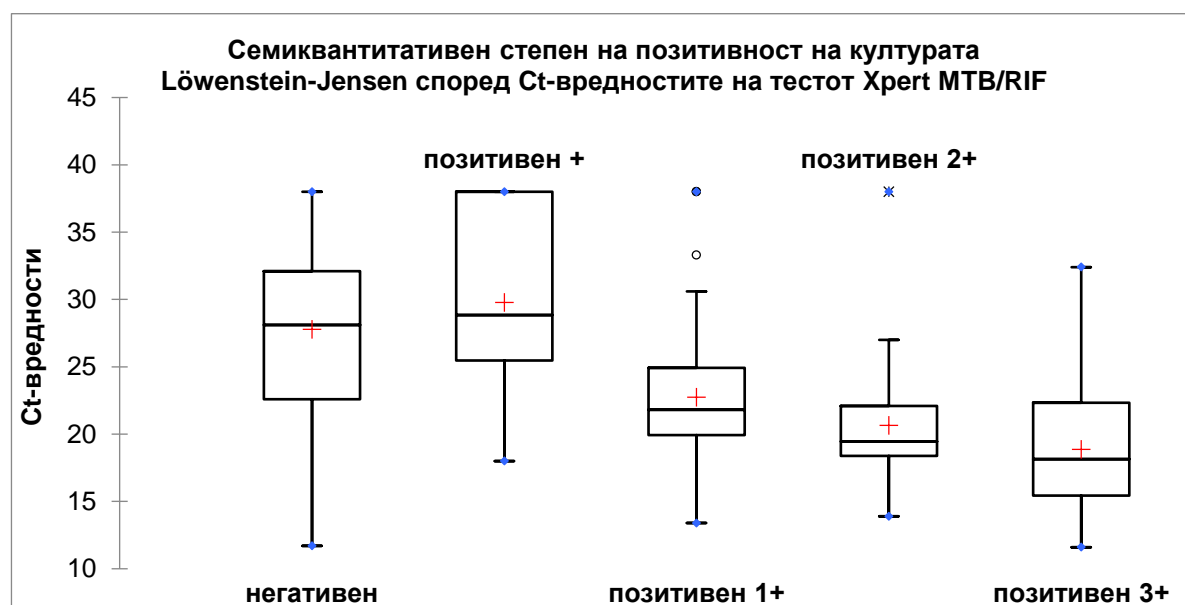 Семиквантитативен степен на позитивност на културата
Löwenstein-Jensen според Ct-вредностите на тестот Xpert MTB/RIF
Ct-вредности
45
40
35
30
25
20
15
10
позитивен +
позитивен 2+
негативен
позитивен 1+
позитивен 3+